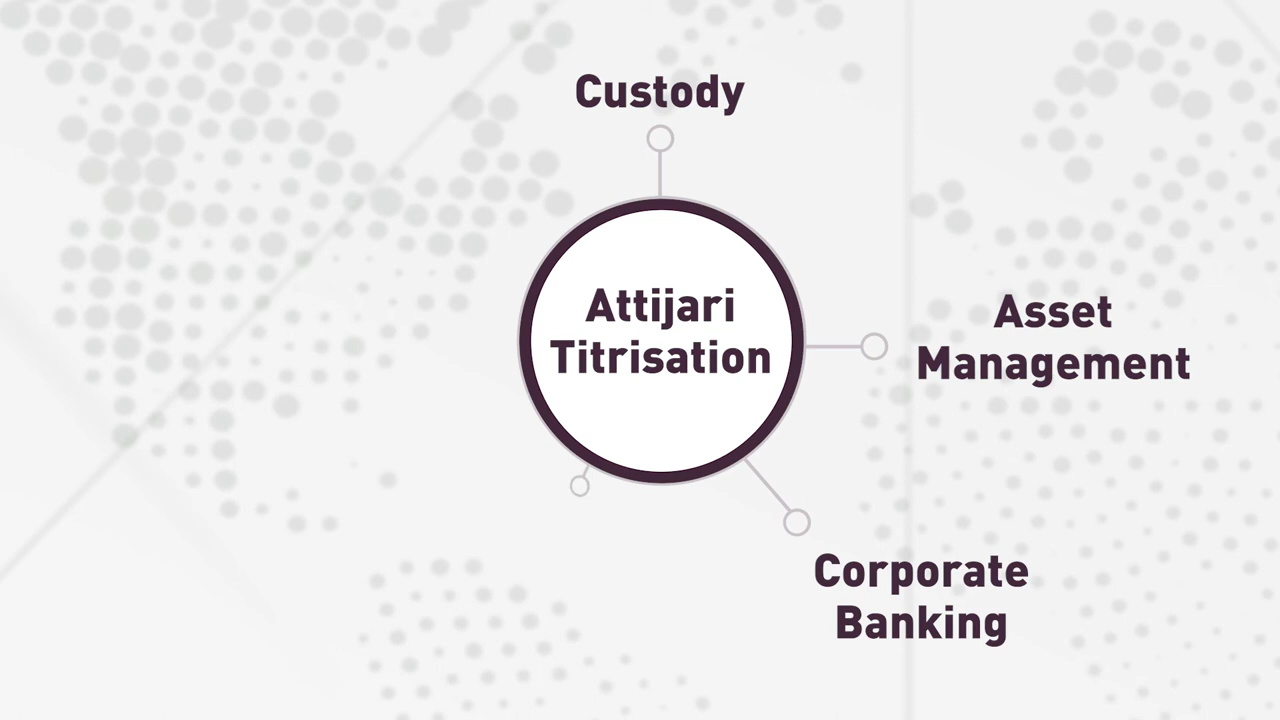 Custody
Attijari
Titrisation
Asset
Management
Corporate
Banking